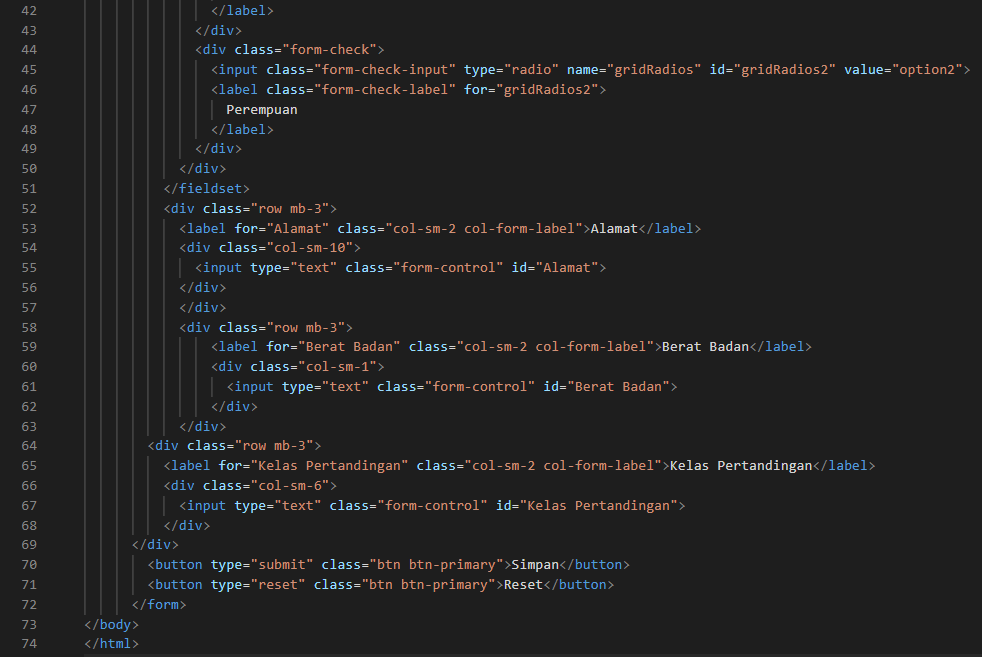 42 </label>
43 </div>
44 <div class="form-check">
45 <input class="form-check-input" type="radio" name="gridRadios" id="gridRadios2" value="option2">
46 <label class="form-check-label" for="gridRadios2">
47 Perempuan
48 </label>
49 </div>
50 </div>
51 </fieldset>
52 <div class="row mb-3">
53 <label for="Alamat" class="col-sm-2 col-form-label">Alamat</label>
54 <div class="col-sm-10">
55 <input type="text" class="form-control" id="Alamat">
56 </div>
57 </div>
58 <div class="row mb-3">
59 <label for="Berat Badan" class="col-sm-2 col-form-label">Berat Badan</label>
60 <div class="col-sm-1">
61 <input type="text" class="form-control" id="Berat Badan">
62 </div>
63 </div>
64 <div class="row mb-3">
65 <label for="Kelas Pertandingan" class="col-sm-2 col-form-label">Kelas Pertandingan</label>
66 <div class="col-sm-6">
67 <input type="text" class="form-control" id="Kelas Pertandingan">
68 </div>
69 </div>
70 <button type="submit" class="btn btn-primary">Simpan</button>
71 <button type="reset" class="btn btn-primary">Reset</button>
72 </form>
73 </body>
74 </html>